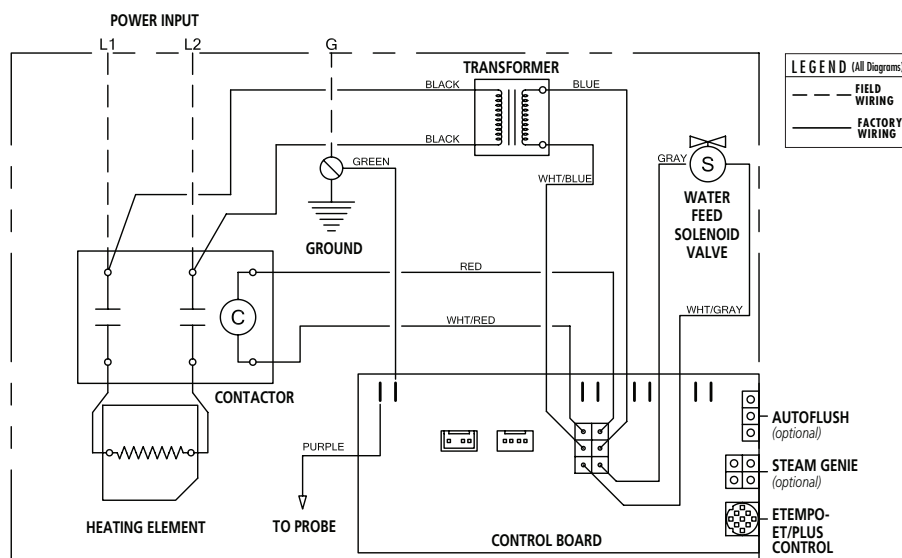 POWER INPUT
L1
L2
G
TRANSFORMER
BLACK
BLUE
BLACK
GREEN
GRAY
S
WHT/BLUE
WATER
FEED
SOLENOID
VALVE
GROUND
RED
C
WHT/RED
WHT/GRAY
CONTACTOR
PURPLE
TO PROBE
HEATING ELEMENT
CONTROL BOARD
AUTOFLUSH
(optional)
STEAM GENIE
(optional)
ETEMPO-
ET/PLUS
CONTROL
LEGEND (All Diagrams)
FIELD
WIRING
FACTORY
WIRING